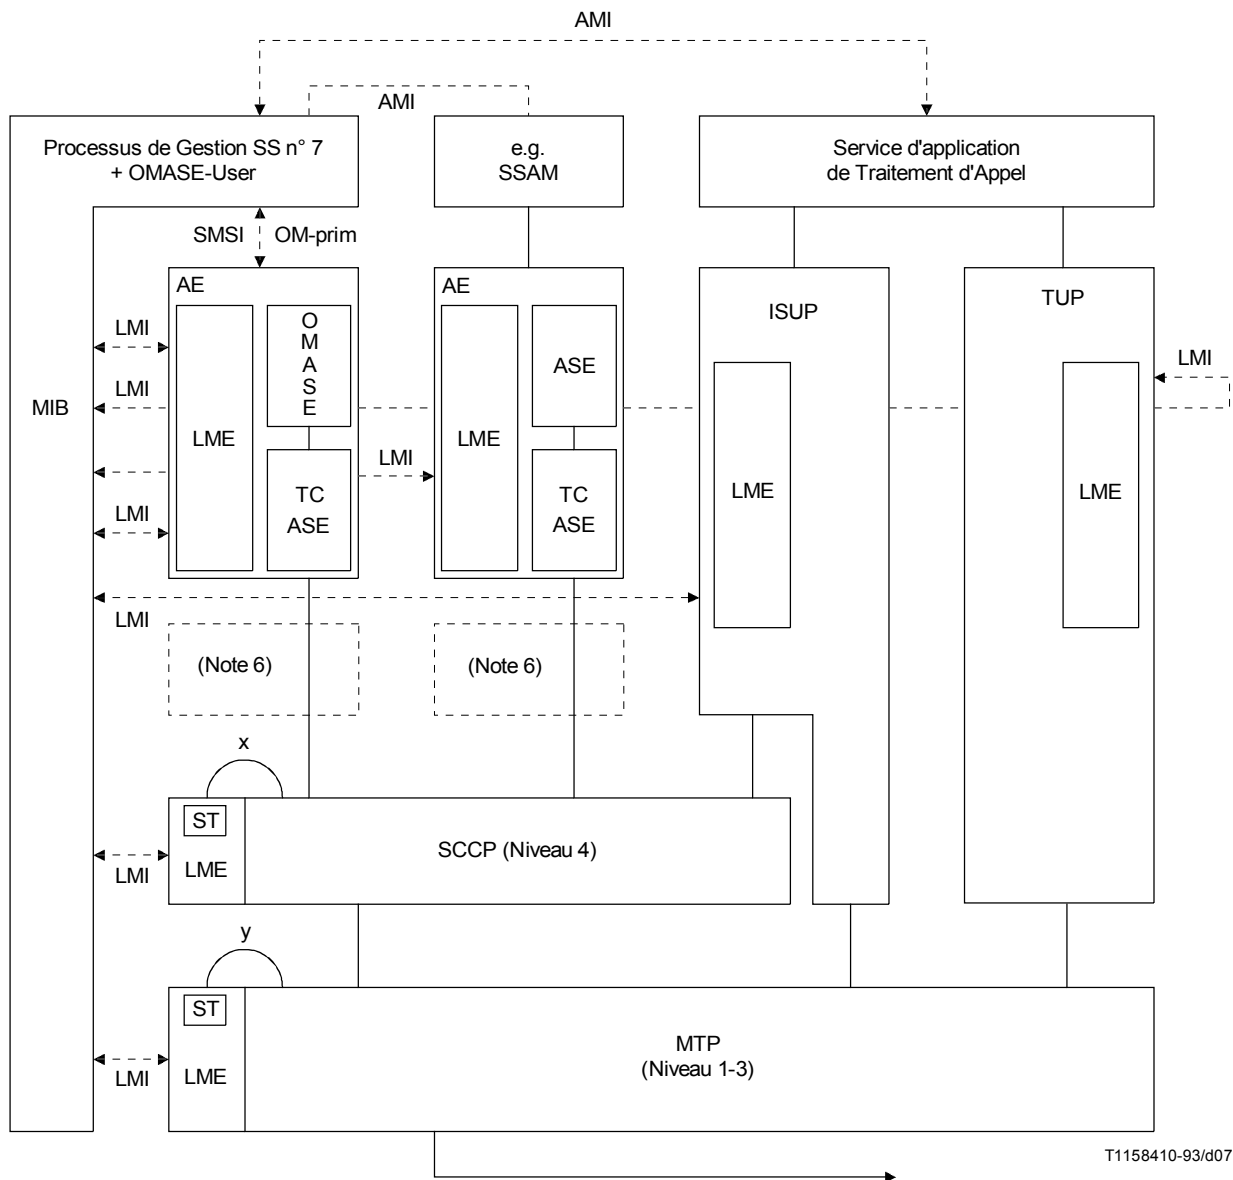 AMI
AMI
Processus de Gestion SS n° 7
+ OMASE-User
e.g.
SSAM
Service d'application
de Traitement d'Appel
SMSI
OM-prim
AE
AE
ISUP
TUP
LMI
O
M
A
S
E
ASE
LMI
LMI
MIB
LME
LME
LMI
TC
ASE
TC
ASE
LME
LME
LMI
LMI
(Note 6)
(Note 6)
x
ST
LME
SCCP (Niveau 4)
LMI
y
ST
LME
MTP
(Niveau 1-3)
LMI
T1158410-93/d07